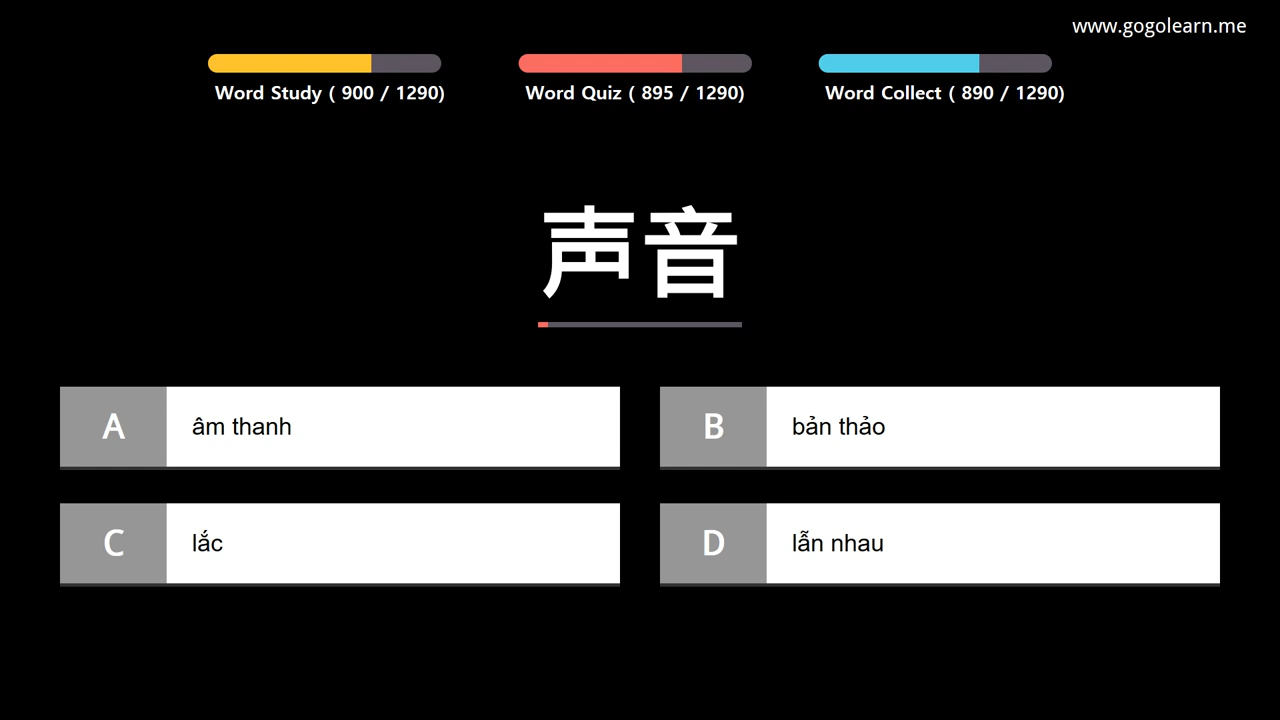 www.gogolearn.me
Word Study ( 900 / 1290)
Word Quiz ( 895 / 1290)
Word Collect ( 890 / 1290)
声音
A
âm thanh
B
bản thảo
C
lắc
D
lẫn nhau